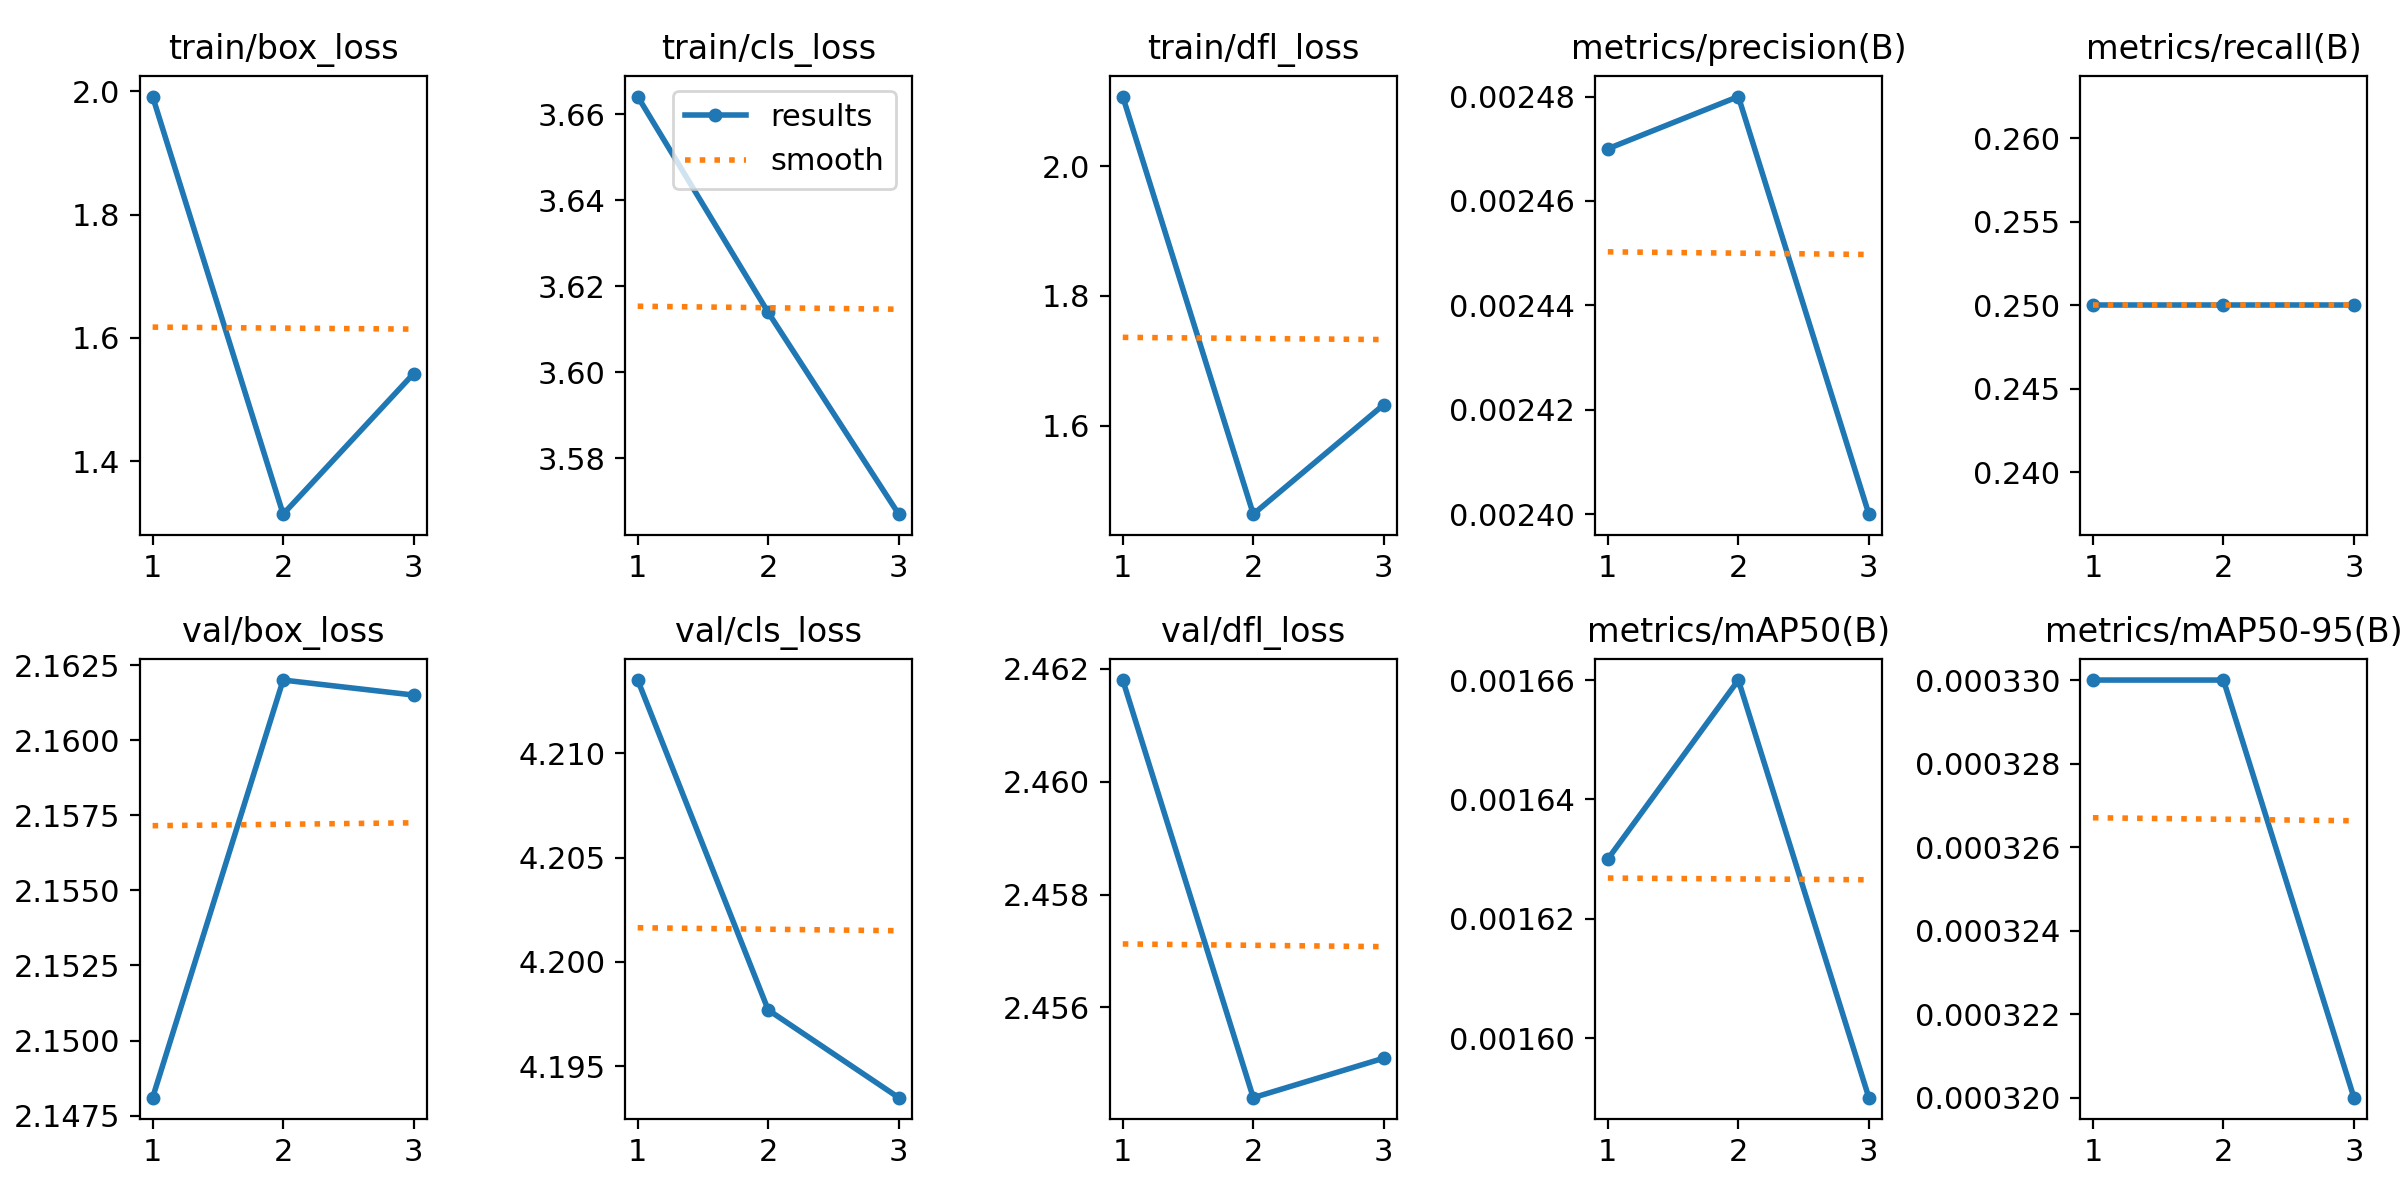 train/box_loss
2.0
1.8
1.6
1.4
1 2 3
train/cls_loss
results
smooth
3.66
3.64
3.62
3.60
3.58
1 2 3
train/dfl_loss
2.0
1.8
1.6
1 2 3
metrics/precision(B)
0.00248
0.00246
0.00244
0.00242
0.00240
1 2 3
metrics/recall(B)
0.260
0.255
0.250
0.245
0.240
1 2 3
val/box_loss
2.1625
2.1600
2.1575
2.1550
2.1525
2.1500
2.1475
1 2 3
val/cls_loss
4.210
4.205
4.200
4.195
1 2 3
val/dfl_loss
2.462
2.460
2.458
2.456
1 2 3
metrics/mAP50(B)
0.00166
0.00164
0.00162
0.00160
1 2 3
metrics/mAP50-95(B)
0.000330
0.000328
0.000326
0.000324
0.000322
0.000320
1 2 3